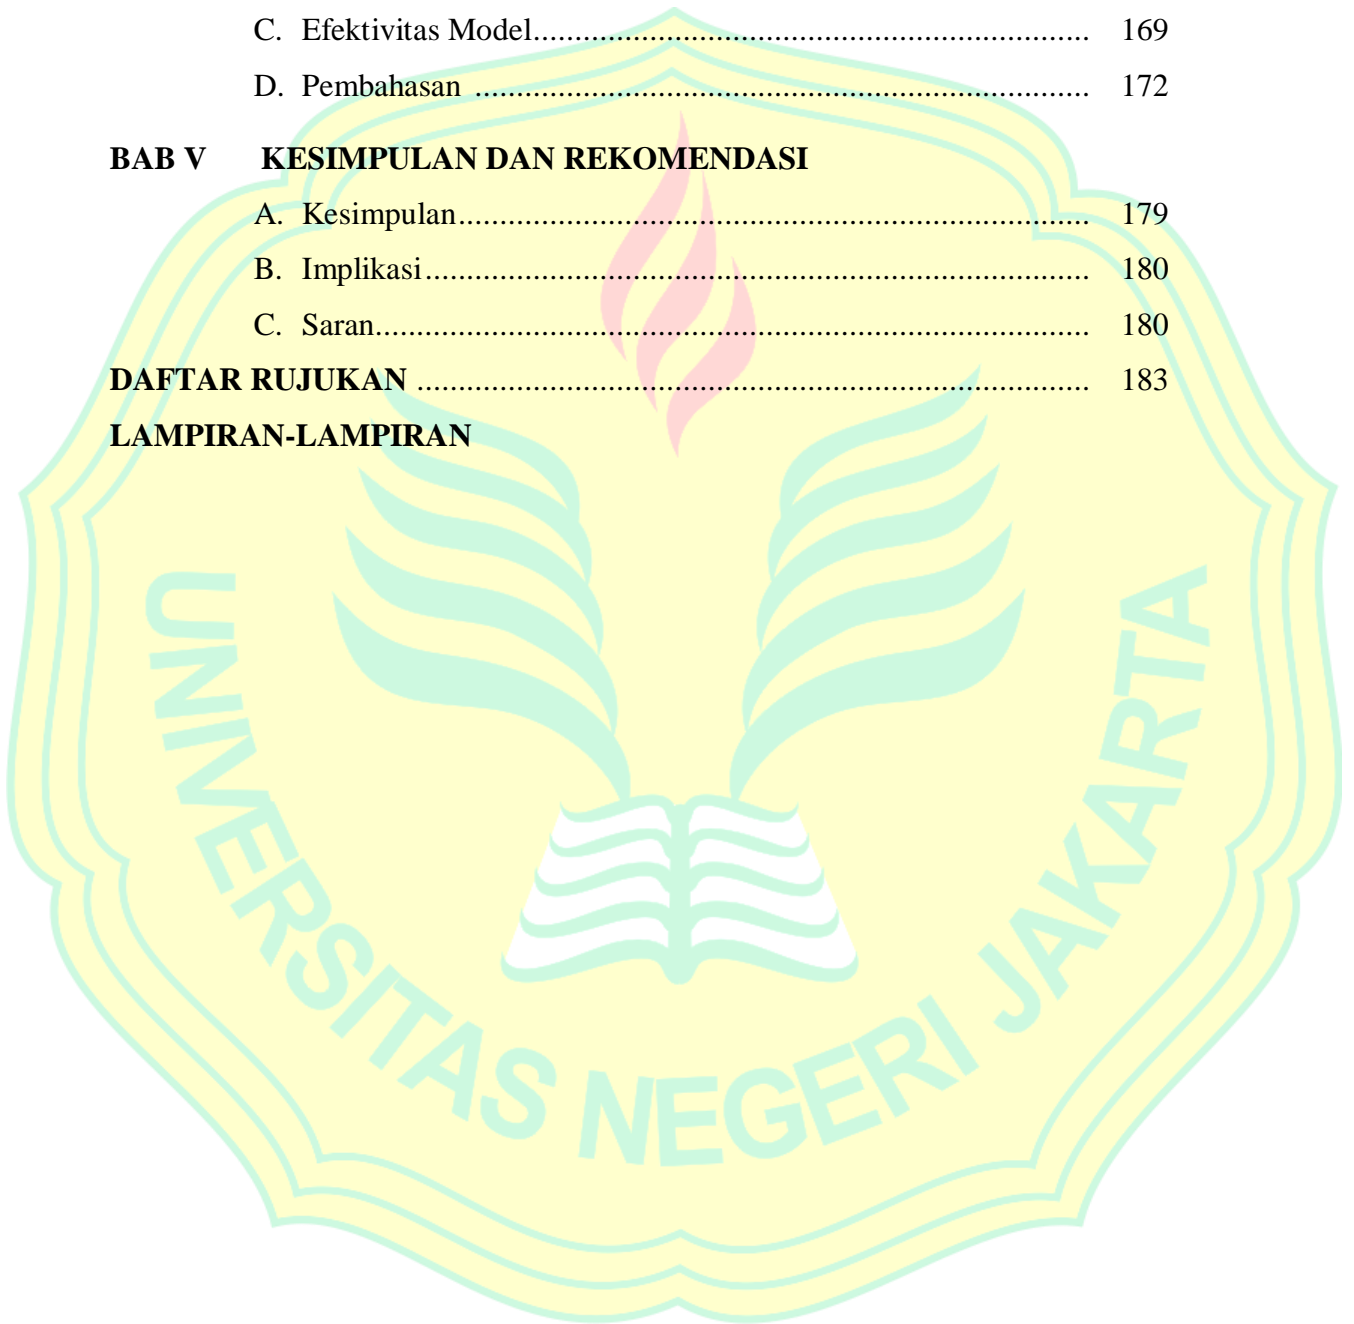 C. Efektivitas Model.................................................................... 169
D. Pembahasan ........................................................................... 172
BAB V KESIMPULAN DAN REKOMENDASI
A. Kesimpulan............................................................................. 179
B. Implikasi................................................................................. 180
C. Saran....................................................................................... 180
DAFTAR RUJUKAN .................................................................................. 183
LAMPIRAN-LAMPIRAN
UNIVERSITAS NEGERI JAKARTA